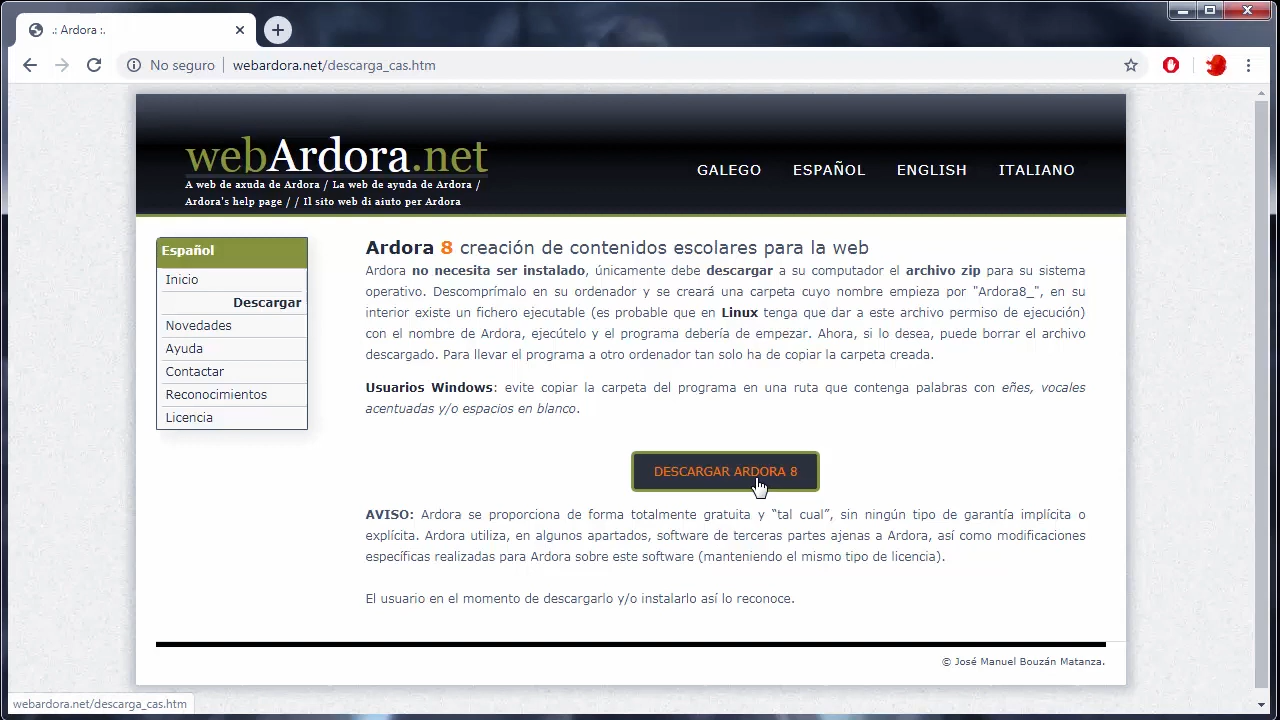 .: Ardora :.
No seguro
webardora.net/descarga_cas.htm
webArdora.net
A web de axuda de Ardora / La web de ayuda de Ardora /
Ardora's help page / / Il sito web di aiuto per Ardora
GALEGO ESPAÑOL ENGLISH ITALIANO
Español
Inicio
Descargar
Novedades
Ayuda
Contactar
Reconocimientos
Licencia
Ardora 8 creación de contenidos escolares para la web
Ardora no necesita ser instalado, únicamente debe descargar a su computador el archivo zip para su sistema
operativo. Descomprímalo en su ordenador y se creará una carpeta cuyo nombre empieza por "Ardora8_", en su
interior existe un fichero ejecutable (es probable que en Linux tenga que dar a este archivo permiso de ejecución)
con el nombre de Ardora, ejecútelo y el programa debería de empezar. Ahora, si lo desea, puede borrar el archivo
descargado. Para llevar el programa a otro ordenador tan solo ha de copiar la carpeta creada.
Usuarios Windows: evite copiar la carpeta del programa en una ruta que contenga palabras con eñes, vocales
acentuadas y/o espacios en blanco.
DESCARGAR ARDORA 8
AVISO: Ardora se proporciona de forma totalmente gratuita y “tal cual”, sin ningún tipo de garantía implícita o
explícita. Ardora utiliza, en algunos apartados, software de terceras partes ajenas a Ardora, así como modificaciones
específicas realizadas para Ardora sobre este software (manteniendo el mismo tipo de licencia).
El usuario en el momento de descargarlo y/o instalarlo así lo reconoce.
© José Manuel Bouzán Matanza.
webardora.net/descarga_cas.htm